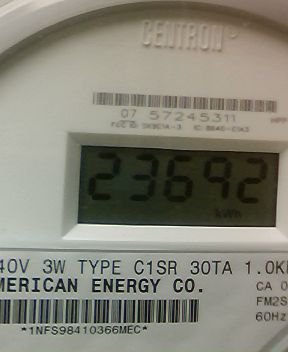 CENTRON
07 57245311
23692
kWh
40V 3W TYPE C1SR 30TA 1.0K
MERICAN ENERGY CO.
CA 0
FM2S
60Hz
*1NFS98410366MEC*